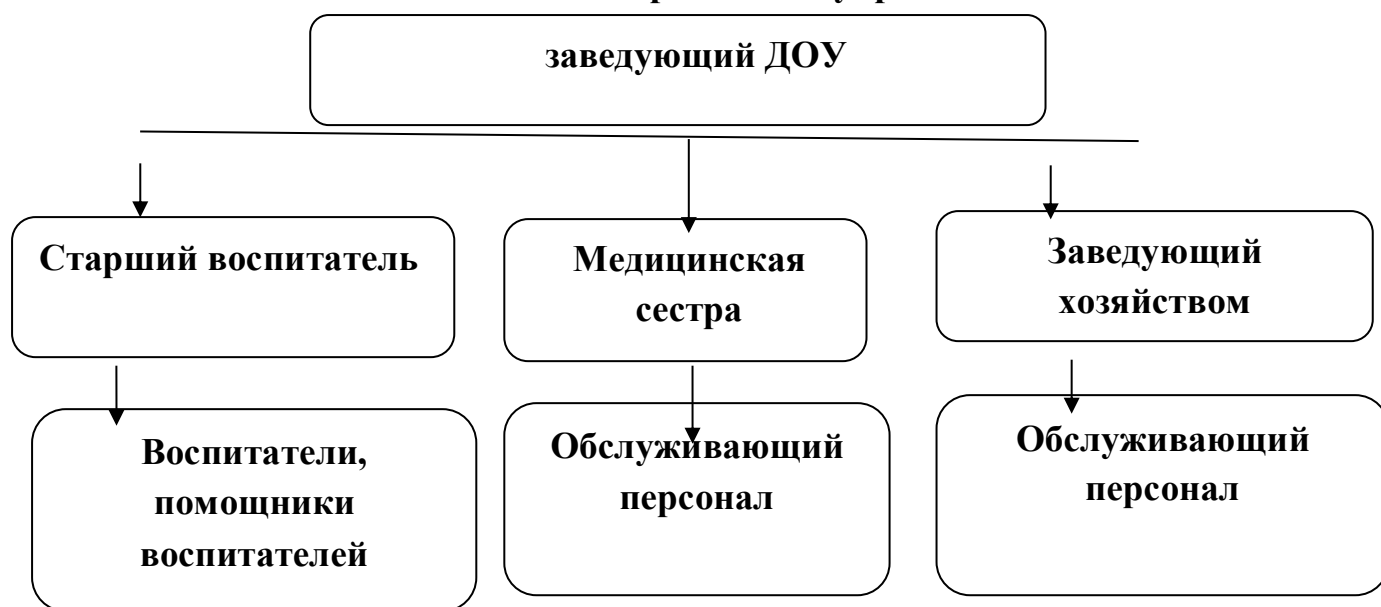 заведующий ДОУ
Старший воспитатель
Медицинская
сестра
Заведующий
хозяйством
Воспитатели,
помощники
воспитателей
Обслуживающий
персонал
Обслуживающий
персонал